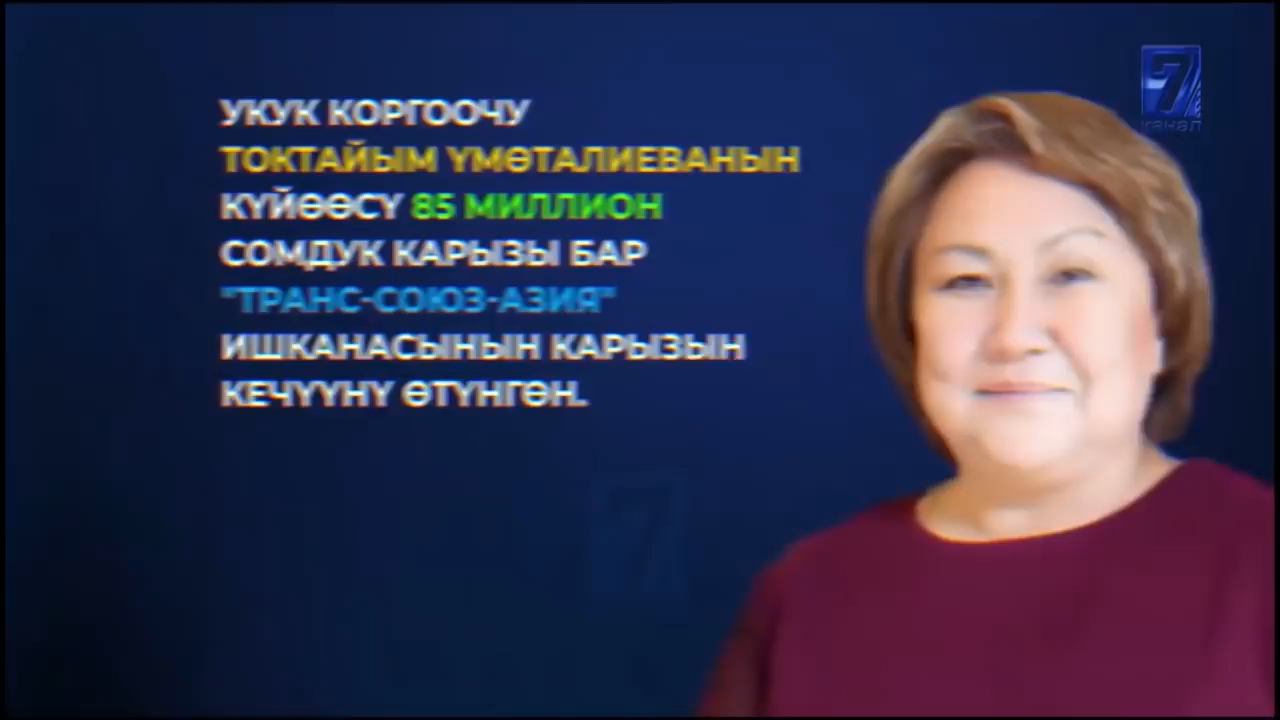 7
канал
УКУК КОРГООЧУ
ТОКТАЙЫМ ҮМӨТАЛИЕВАНЫН
КҮЙӨӨСҮ 85 МИЛЛИОН
СОМДУК КАРЫЗЫ БАР
"ТРАНС-СОЮЗ-АЗИЯ"
ИШКАНАСЫНЫН КАРЫЗЫН
КЕЧҮҮНҮ ӨТҮНГӨН.
7